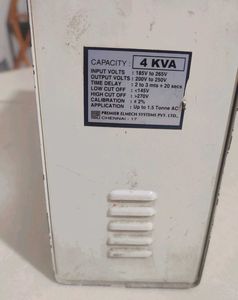 CAPACITY : 4 KVA
INPUT VOLTS : 185V to 265V
OUTPUT VOLTS : 200V to 250V
TIME DELAY : 2 to 3 mts ± 20 secs
LOW CUT OFF : <145V
HIGH CUT OFF : >270V
CALIBRATION : ± 2%
APPLICATION : Up to 1.5 Tonne AC
PREMIER ELMECH SYSTEMS PVT. LTD.,
CHENNAI - 17